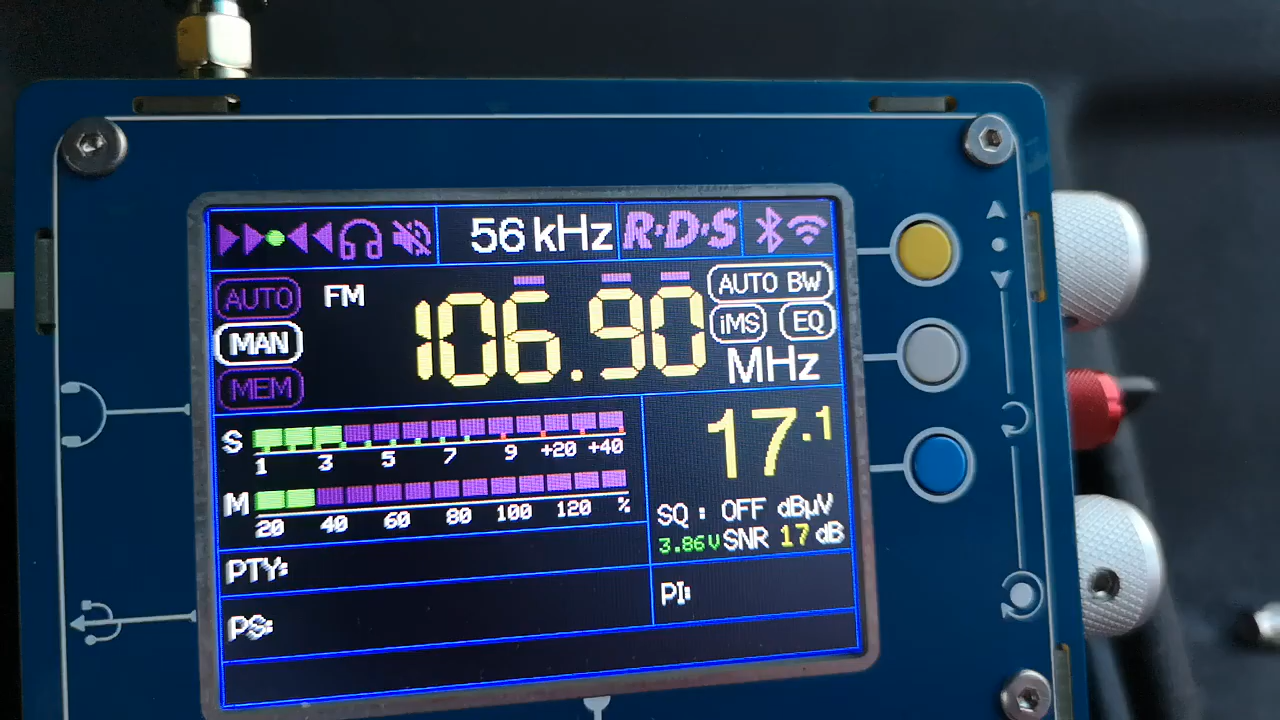 56 kHz R·D·S
AUTO FM 106.90 AUTO BW
MAN iMS EQ
MEM MHz
S 1 3 5 7 9 +20 +40
17.1
M 20 40 60 80 100 120 %
SQ : OFF dBµV
3.86V SNR 17 dB
PTY:
PI:
PS: